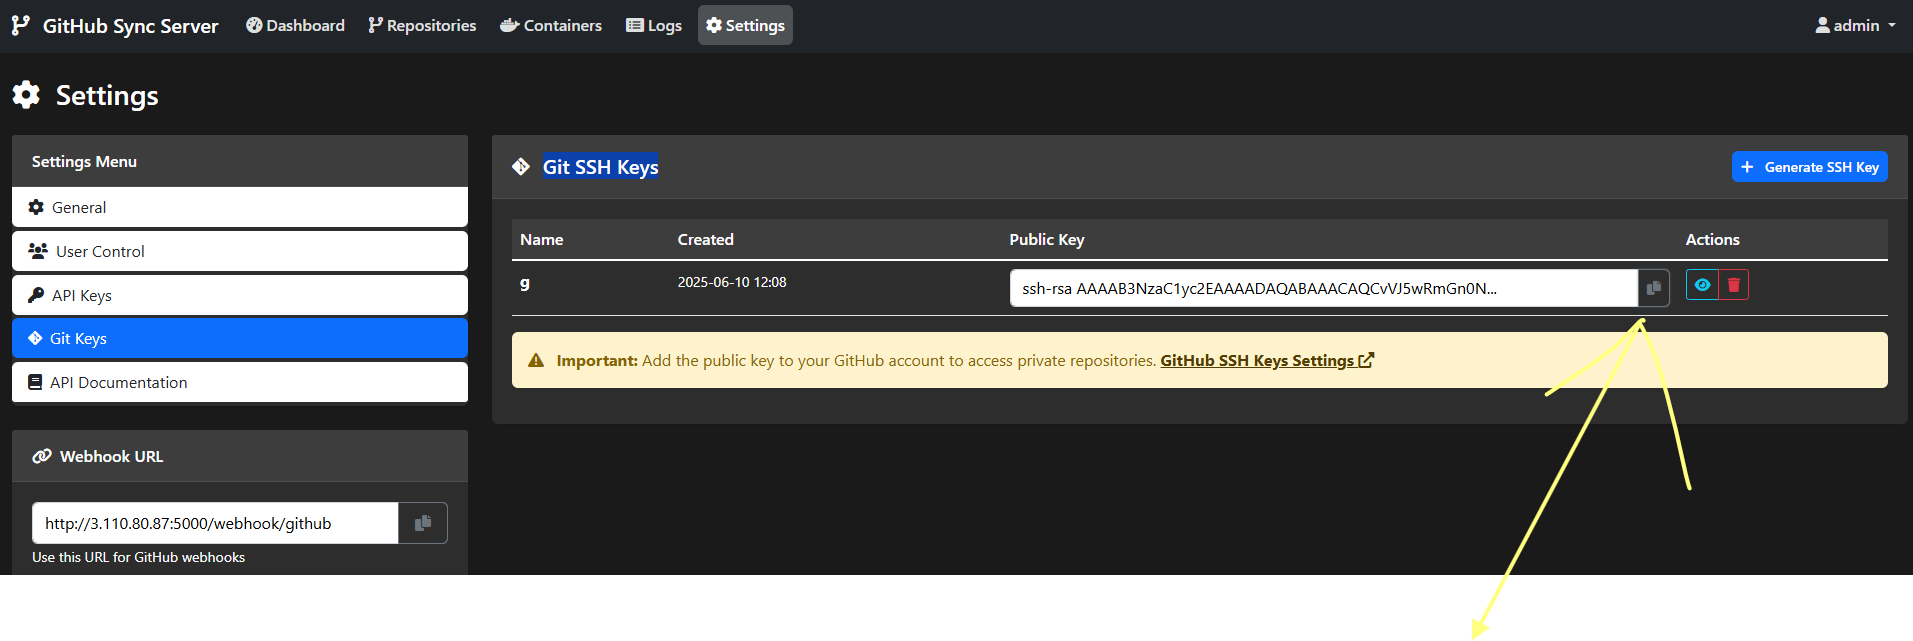 GitHub Sync Server Dashboard Repositories Containers Logs Settings admin
Settings
Settings Menu
General
User Control
API Keys
Git Keys
API Documentation
Webhook URL
http://3.110.80.87:5000/webhook/github
Use this URL for GitHub webhooks
Git SSH Keys Generate SSH Key
Name Created Public Key Actions
g 2025-06-10 12:08 ssh-rsa AAAAB3NzaC1yc2EAAAADAQABAAACAQCvVJ5wRmGn0N...
Important: Add the public key to your GitHub account to access private repositories. GitHub SSH Keys Settings